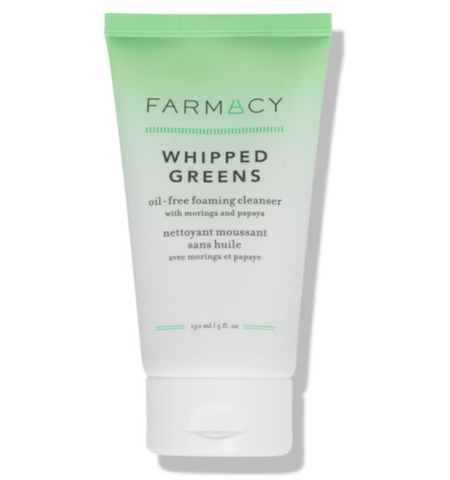 FARMACY
WHIPPED
GREENS
oil-free foaming cleanser
with moringa and papaya
nettoyant moussant
sans huile
avec moringa et papaye
150 ml | 5 fl. oz